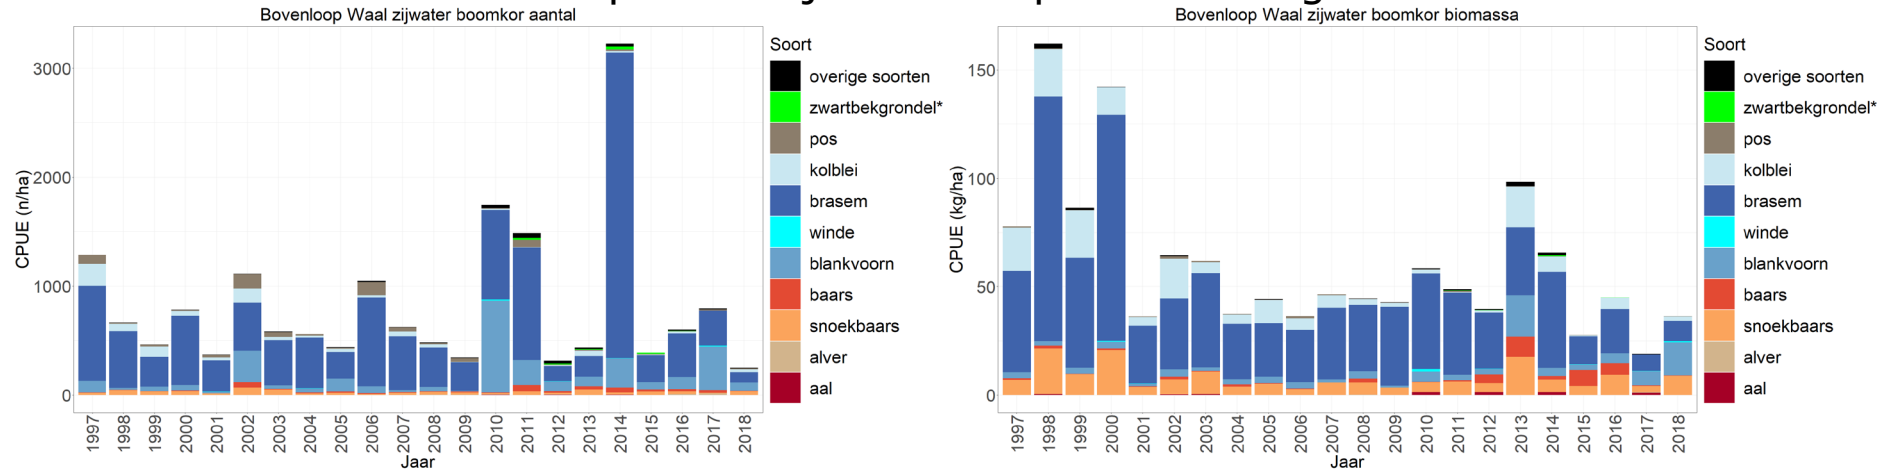 Bovenloop Waal zijwater boomkor aantal
CPUE (n/ha)
3000
2000
1000
0
1997 1998 1999 2000 2001 2002 2003 2004 2005 2006 2007 2008 2009 2010 2011 2012 2013 2014 2015 2016 2017 2018
Jaar
Soort
overige soorten
zwartbekgrondel*
pos
kolblei
brasem
winde
blankvoorn
baars
snoekbaars
alver
aal
Bovenloop Waal zijwater boomkor biomassa
CPUE (kg/ha)
150
100
50
0
1997 1998 1999 2000 2001 2002 2003 2004 2005 2006 2007 2008 2009 2010 2011 2012 2013 2014 2015 2016 2017 2018
Jaar
Soort
overige soorten
zwartbekgrondel*
pos
kolblei
brasem
winde
blankvoorn
baars
snoekbaars
alver
aal